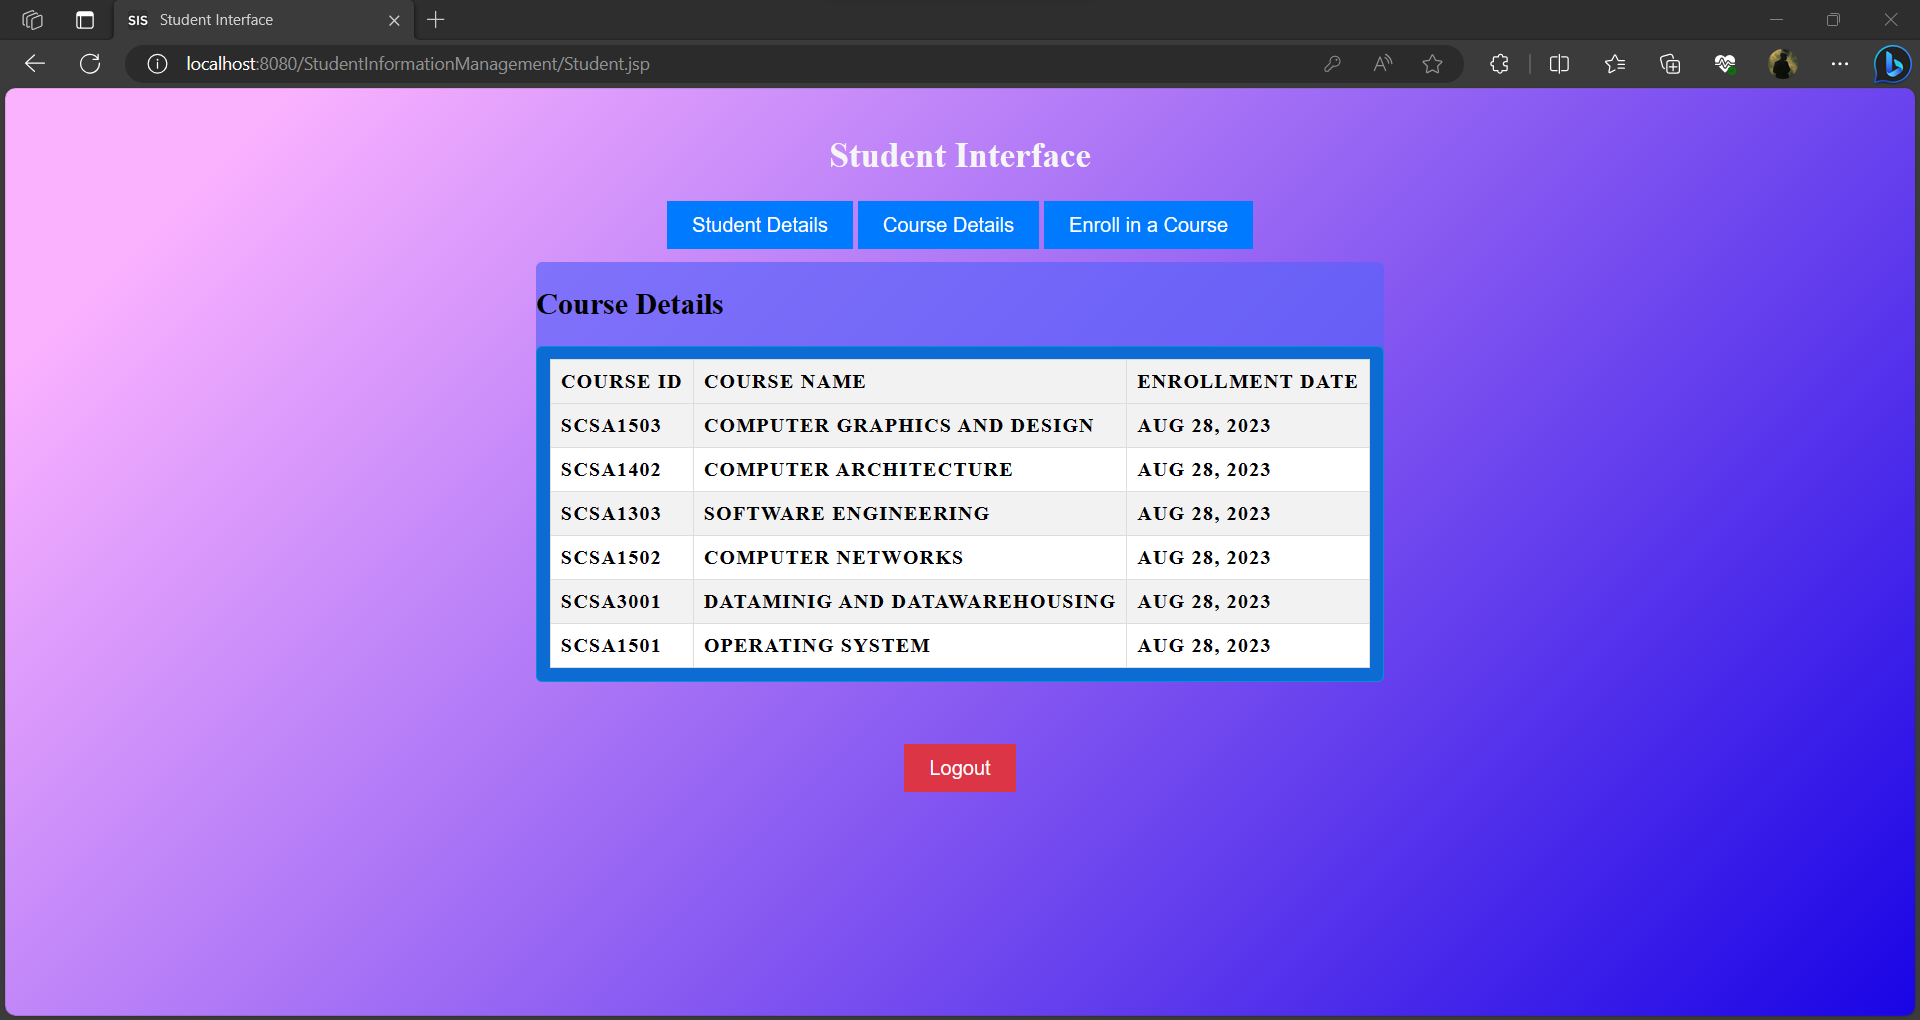 SIS Student Interface
localhost:8080/StudentInformationManagement/Student.jsp
Student Interface
Student Details Course Details Enroll in a Course
Course Details
COURSE ID COURSE NAME ENROLLMENT DATE
SCSA1503 COMPUTER GRAPHICS AND DESIGN AUG 28, 2023
SCSA1402 COMPUTER ARCHITECTURE AUG 28, 2023
SCSA1303 SOFTWARE ENGINEERING AUG 28, 2023
SCSA1502 COMPUTER NETWORKS AUG 28, 2023
SCSA3001 DATAMINIG AND DATAWAREHOUSING AUG 28, 2023
SCSA1501 OPERATING SYSTEM AUG 28, 2023
Logout